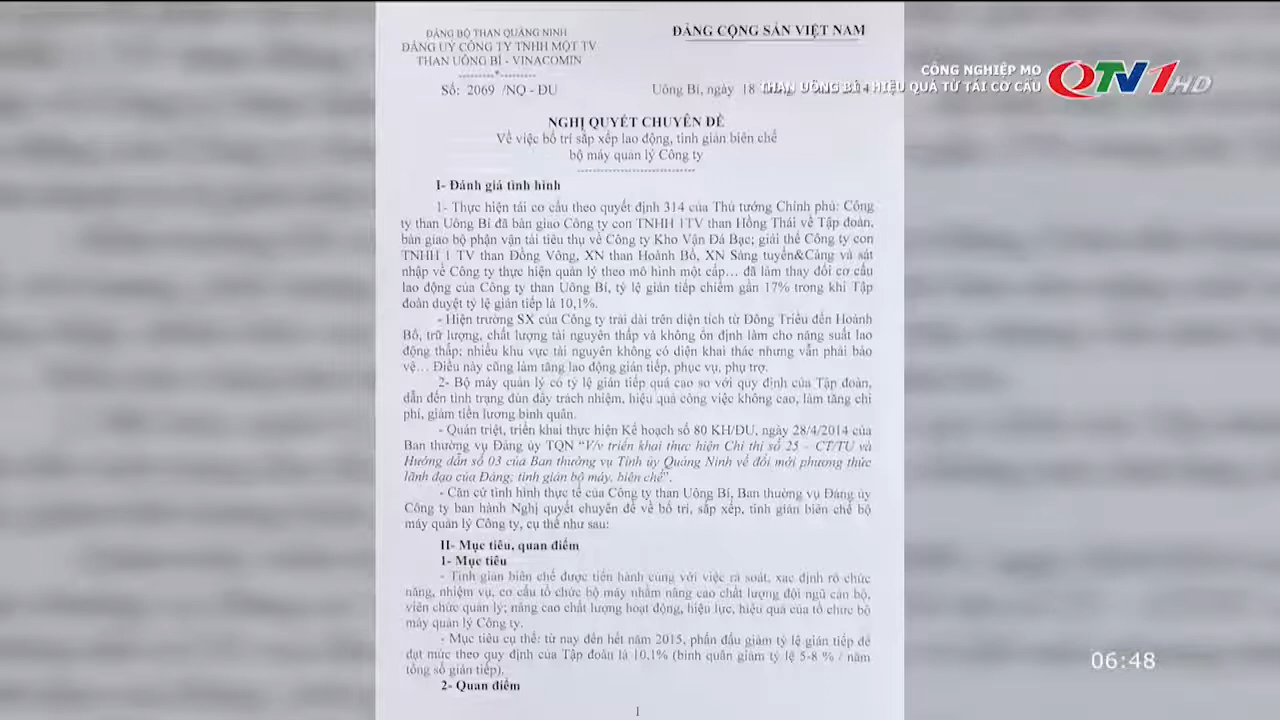 ĐẢNG BỘ THAN QUẢNG NINH
ĐẢNG UỶ CÔNG TY TNHH MỘT TV
THAN UÔNG BÍ - VINACOMIN
Số: 2069 /NQ - ĐU
ĐẢNG CỘNG SẢN VIỆT NAM
Uông Bí, ngày 18
CÔNG NGHIỆP MỎ
THAN UÔNG BÍ - HIỆU QUẢ TỪ TÁI CƠ CẤU
QTV1HD
NGHỊ QUYẾT CHUYÊN ĐỀ
Về việc bố trí sắp xếp lao động, tinh giản biên chế
bộ máy quản lý Công ty
I- Đánh giá tình hình
1- Thực hiện tái cơ cấu theo quyết định 314 của Thủ tướng Chính phủ: Công
ty than Uông Bí đã bàn giao Công ty con TNHH 1TV than Hồng Thái về Tập đoàn,
bàn giao bộ phận vận tải tiêu thụ về Công ty Kho Vận Đá Bạc; giải thể Công ty con
TNHH 1 TV than Đồng Vông, XN than Hoành Bồ, XN Sàng tuyển&Cảng và sát
nhập về Công ty thực hiện quản lý theo mô hình một cấp… đã làm thay đổi cơ cấu
lao động của Công ty than Uông Bí, tỷ lệ gián tiếp chiếm gần 17% trong khi Tập
đoàn duyệt tỷ lệ gián tiếp là 10,1%.
- Hiện trường SX của Công ty trải dài trên diện tích từ Đông Triều đến Hoành
Bồ, trữ lượng, chất lượng tài nguyên thấp và không ổn định làm cho năng suất lao
động thấp; nhiều khu vực tài nguyên không có diện khai thác nhưng vẫn phải bảo
vệ… Điều này cũng làm tăng lao động gián tiếp, phục vụ, phụ trợ.
2- Bộ máy quản lý có tỷ lệ gián tiếp quá cao so với quy định của Tập đoàn,
dẫn đến tình trạng đùn đẩy trách nhiệm, hiệu quả công việc không cao, làm tăng chi
phí, giảm tiền lương bình quân.
- Quán triệt, triển khai thực hiện Kế hoạch số 80 KH/ĐU, ngày 28/4/2014 của
Ban thường vụ Đảng ủy TQN “V/v triển khai thực hiện Chỉ thị số 25 – CT/TU và
Hướng dẫn số 03 của Ban thường vụ Tỉnh ủy Quảng Ninh về đổi mới phương thức
lãnh đạo của Đảng; tinh giản bộ máy, biên chế”.
- Căn cứ tình hình thực tế của Công ty than Uông Bí, Ban thường vụ Đảng ủy
Công ty ban hành Nghị quyết chuyên đề về bố trí, sắp xếp, tinh giản biên chế bộ
máy quản lý Công ty, cụ thể như sau:
II- Mục tiêu, quan điểm
1- Mục tiêu
- Tinh giản biên chế được tiến hành cùng với việc rà soát, xác định rõ chức
năng, nhiệm vụ, cơ cấu tổ chức bộ máy nhằm nâng cao chất lượng đội ngũ cán bộ,
viên chức quản lý; nâng cao chất lượng hoạt động, hiệu lực, hiệu quả của tổ chức bộ
máy quản lý Công ty.
- Mục tiêu cụ thể: từ nay đến hết năm 2015, phấn đấu giảm tỷ lệ gián tiếp để
đạt mức theo quy định của Tập đoàn là 10,1% (bình quân giảm tỷ lệ 5-8 % / năm
tổng số gián tiếp).
2- Quan điểm
1
06:48